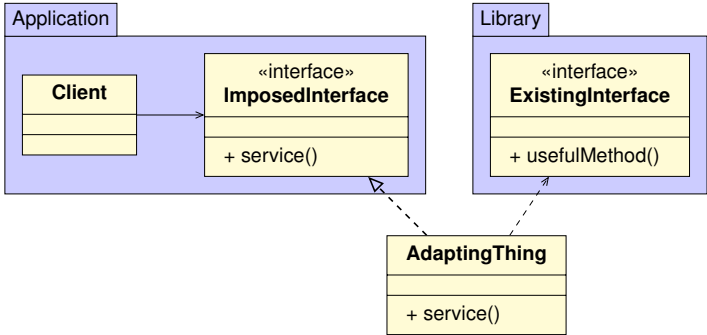 Application
Library
Client
«interface»
ImposedInterface
+ service()
«interface»
ExistingInterface
+ usefulMethod()
AdaptingThing
+ service()